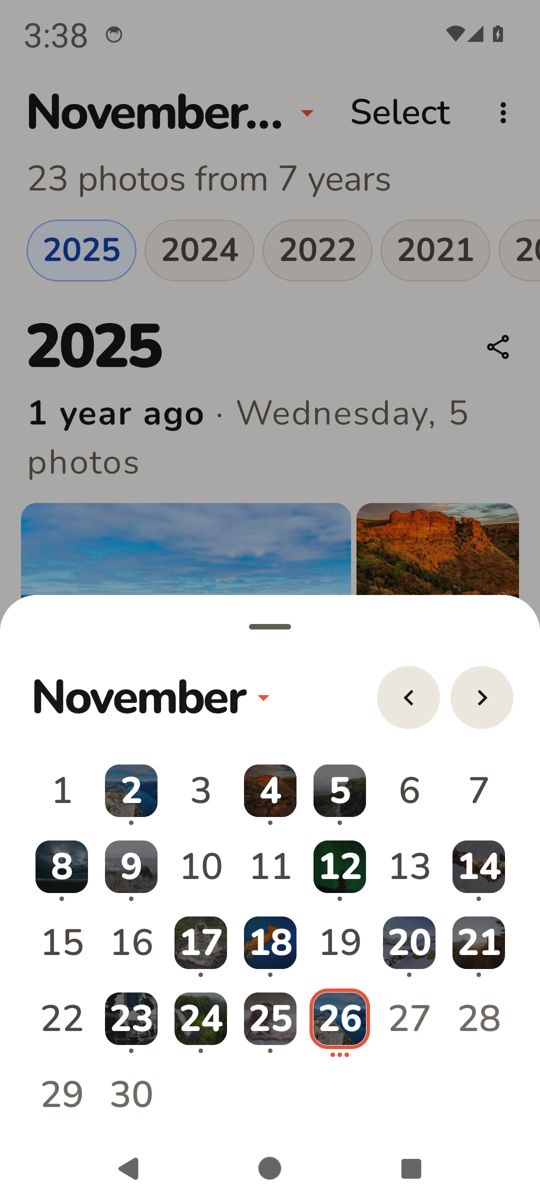 3:38
November... Select
23 photos from 7 years
2025 2024 2022 2021 20
2025
1 year ago · Wednesday, 5
photos
November
1 2 3 4 5 6 7
8 9 10 11 12 13 14
15 16 17 18 19 20 21
22 23 24 25 26 27 28
29 30